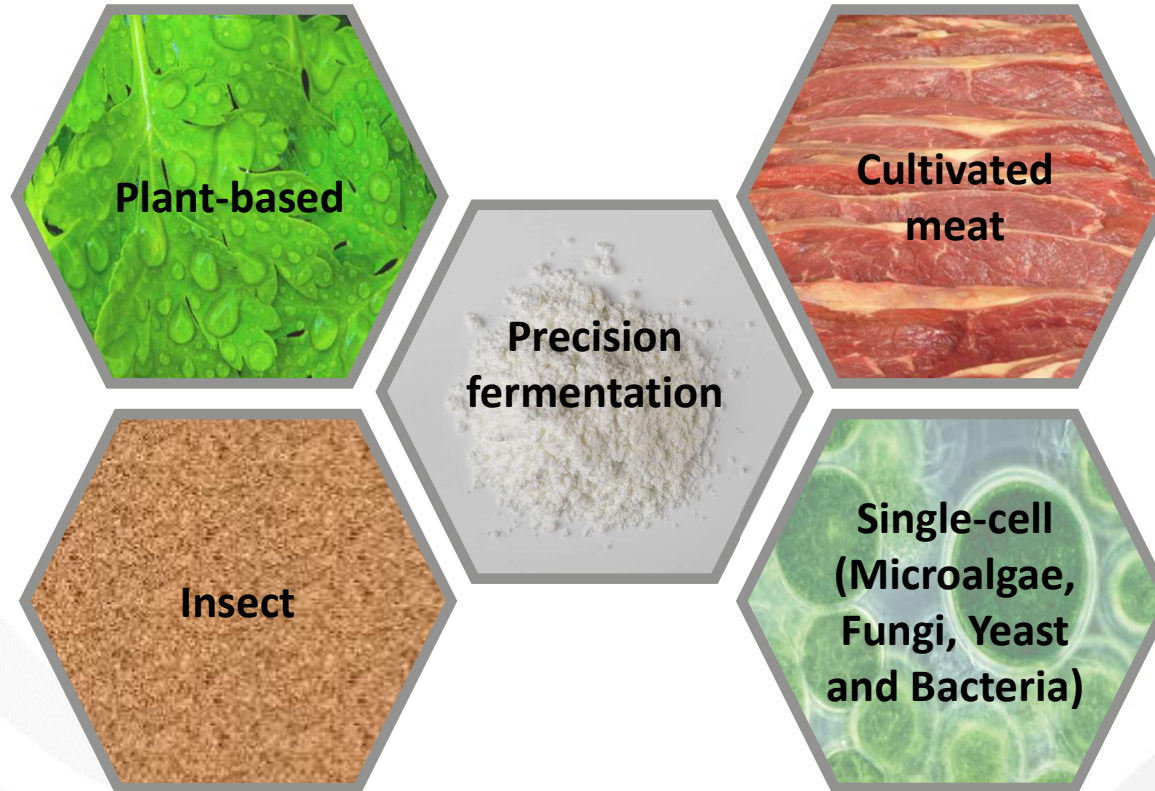 Plant-based
Cultivated
meat
Precision
fermentation
Insect
Single-cell
(Microalgae,
Fungi, Yeast
and Bacteria)